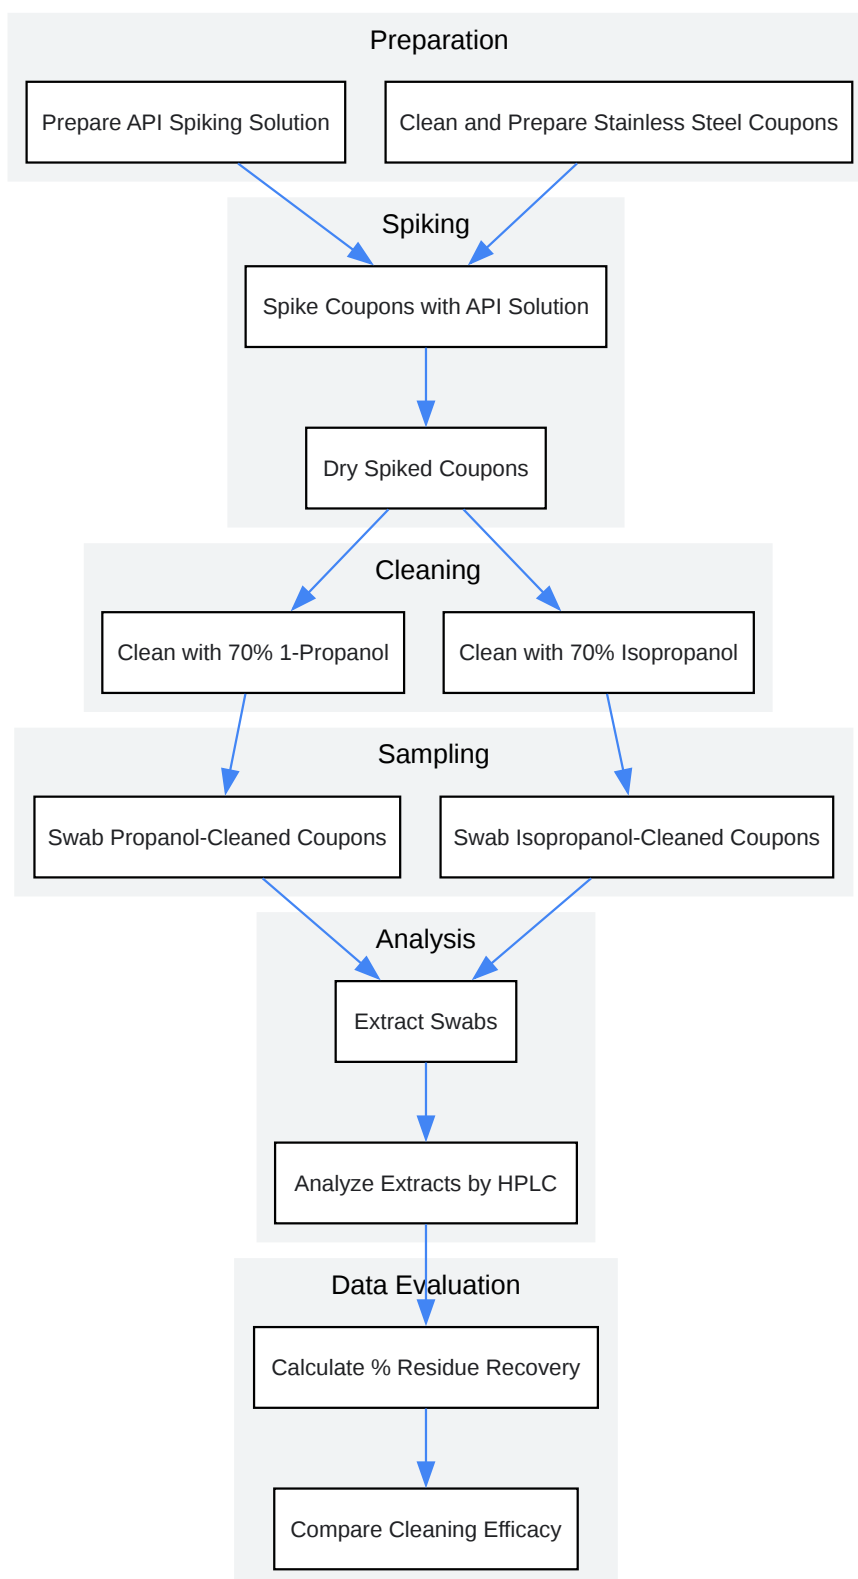 Preparation
Prepare API Spiking Solution
Clean and Prepare Stainless Steel Coupons
Spiking
Spike Coupons with API Solution
Dry Spiked Coupons
Cleaning
Clean with 70% 1-Propanol
Clean with 70% Isopropanol
Sampling
Swab Propanol-Cleaned Coupons
Swab Isopropanol-Cleaned Coupons
Analysis
Extract Swabs
Analyze Extracts by HPLC
Data Evaluation
Calculate % Residue Recovery
Compare Cleaning Efficacy